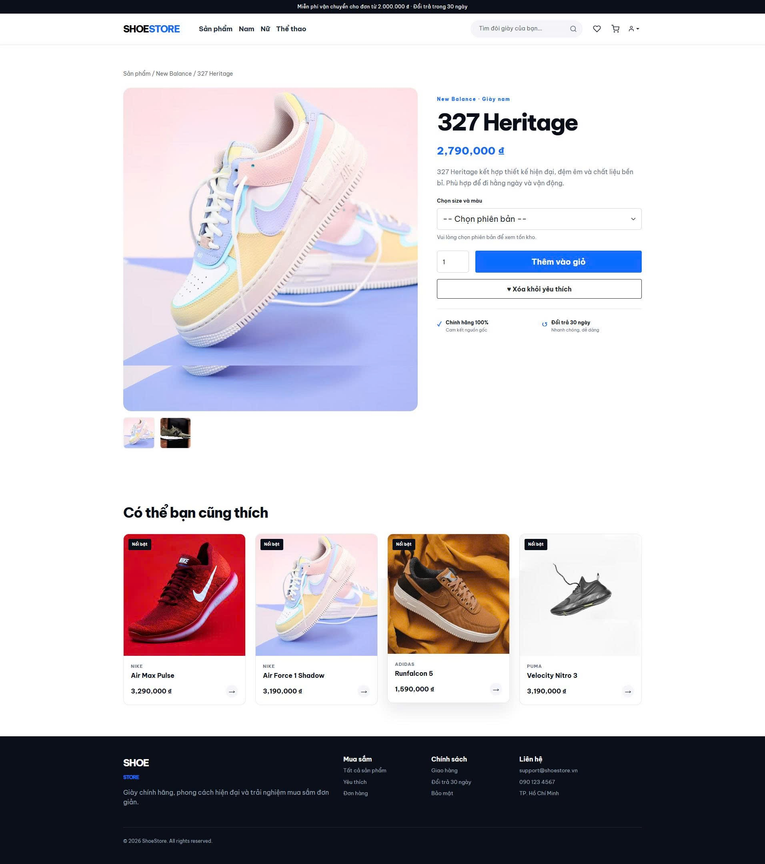 Miễn phí vận chuyển cho đơn từ 2.000.000 ₫ · Đổi trả trong 30 ngày
SHOESTORE
Sản phẩm Nam Nữ Thể thao
Tìm đôi giày của bạn...
Sản phẩm / New Balance / 327 Heritage
New Balance · Giày nam
327 Heritage
2,790,000 ₫
327 Heritage kết hợp thiết kế hiện đại, đệm êm và chất liệu bền
bỉ. Phù hợp để đi hằng ngày và vận động.
Chọn size và màu
-- Chọn phiên bản --
Vui lòng chọn phiên bản để xem tồn kho.
1
Thêm vào giỏ
♥ Xóa khỏi yêu thích
✓ Chính hãng 100%
Cam kết nguồn gốc
↺ Đổi trả 30 ngày
Nhanh chóng, dễ dàng
Có thể bạn cũng thích
Nổi bật
NIKE
NIKE
Air Max Pulse
3,290,000 ₫ →
Nổi bật
NIKE
Air Force 1 Shadow
3,190,000 ₫ →
Nổi bật
ADIDAS
Runfalcon 5
1,590,000 ₫ →
Nổi bật
PUMA
Velocity Nitro 3
3,190,000 ₫ →
SHOE
STORE
Giày chính hãng, phong cách hiện đại và trải nghiệm mua sắm đơn
giản.
Mua sắm
Tất cả sản phẩm
Yêu thích
Đơn hàng
Chính sách
Giao hàng
Đổi trả 30 ngày
Bảo mật
Liên hệ
support@shoestore.vn
090 123 4567
TP. Hồ Chí Minh
© 2026 ShoeStore. All rights reserved.